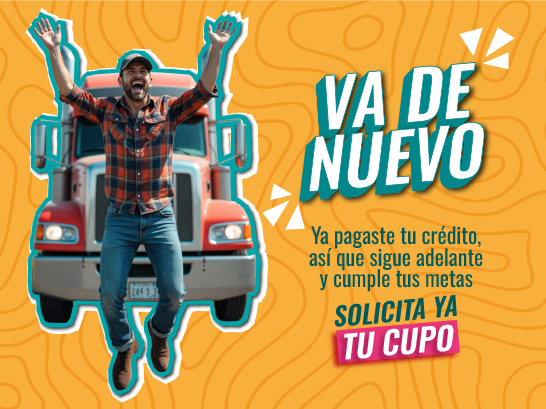 VA DE
NUEVO
Ya pagaste tu crédito,
así que sigue adelante
y cumple tus metas
SOLICITA YA
TU CUPO